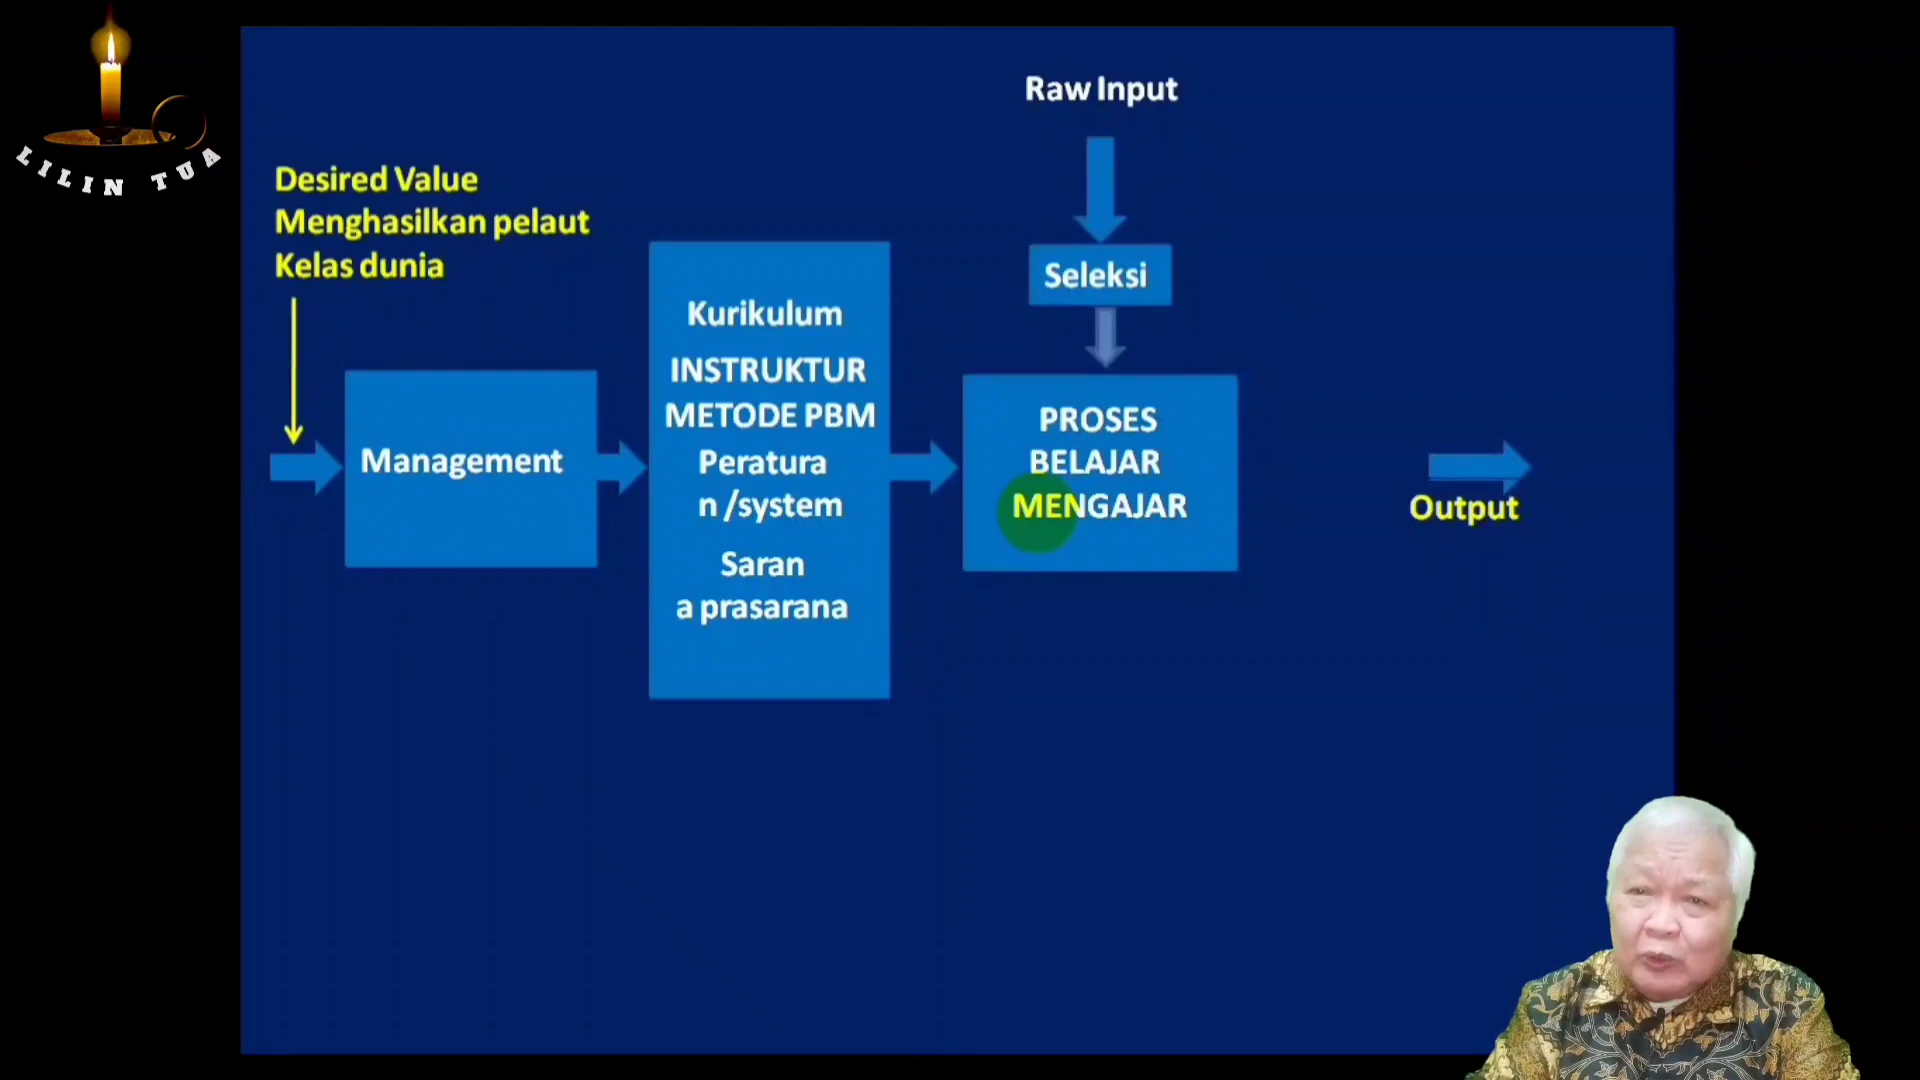 LILIN TUA
Desired Value
Menghasilkan pelaut
Kelas dunia
Management
Kurikulum
INSTRUKTUR
METODE PBM
Peratura
n /system
Saran
a prasarana
Raw Input
Seleksi
PROSES
BELAJAR
MENGAJAR
Output